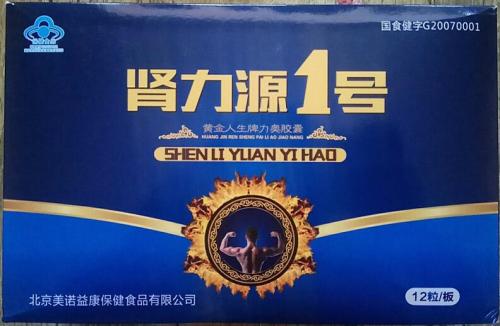 国食健字G20070001
肾力源1号
黄金人生牌力奥胶囊
HUANG JIN REN SHENG PAI LI AO JIAO NANG
SHEN LI YUAN YI HAO
北京美诺益康保健食品有限公司
12粒/板